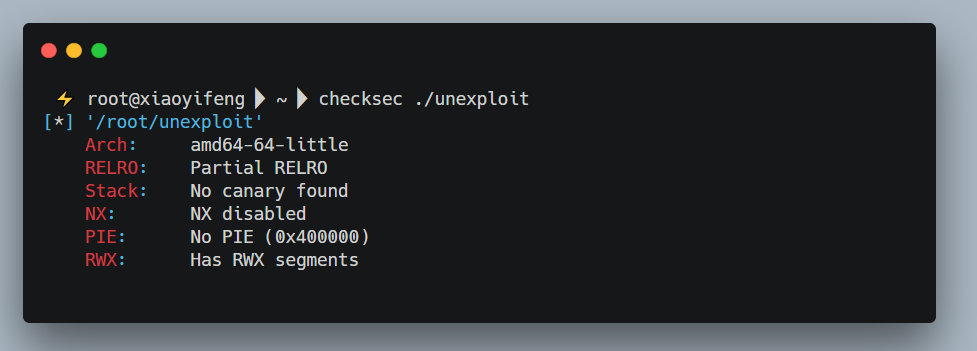 ⚡ root@xiaoyifeng ~ checksec ./unexploit
[*] '/root/unexploit'
Arch: amd64-64-little
RELRO: Partial RELRO
Stack: No canary found
NX: NX disabled
PIE: No PIE (0x400000)
RWX: Has RWX segments